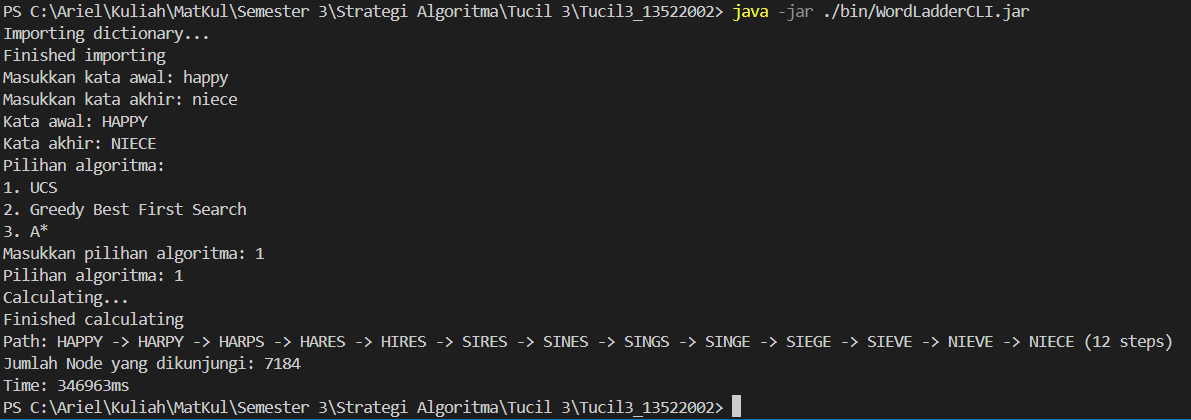 PS C:\Ariel\Kuliah\MatKul\Semester 3\Strategi Algoritma\Tucil 3\Tucil3_13522002> java -jar ./bin/WordLadderCLI.jar
Importing dictionary...
Finished importing
Masukkan kata awal: happy
Masukkan kata akhir: niece
Kata awal: HAPPY
Kata akhir: NIECE
Pilihan algoritma:
1. UCS
2. Greedy Best First Search
3. A*
Masukkan pilihan algoritma: 1
Pilihan algoritma: 1
Calculating...
Finished calculating
Path: HAPPY -> HARPY -> HARPS -> HARES -> HIRES -> SIRES -> SINES -> SINGS -> SINGE -> SIEGE -> SIEVE -> NIEVE -> NIECE (12 steps)
Jumlah Node yang dikunjungi: 7184
Time: 346963ms
PS C:\Ariel\Kuliah\MatKul\Semester 3\Strategi Algoritma\Tucil 3\Tucil3_13522002>